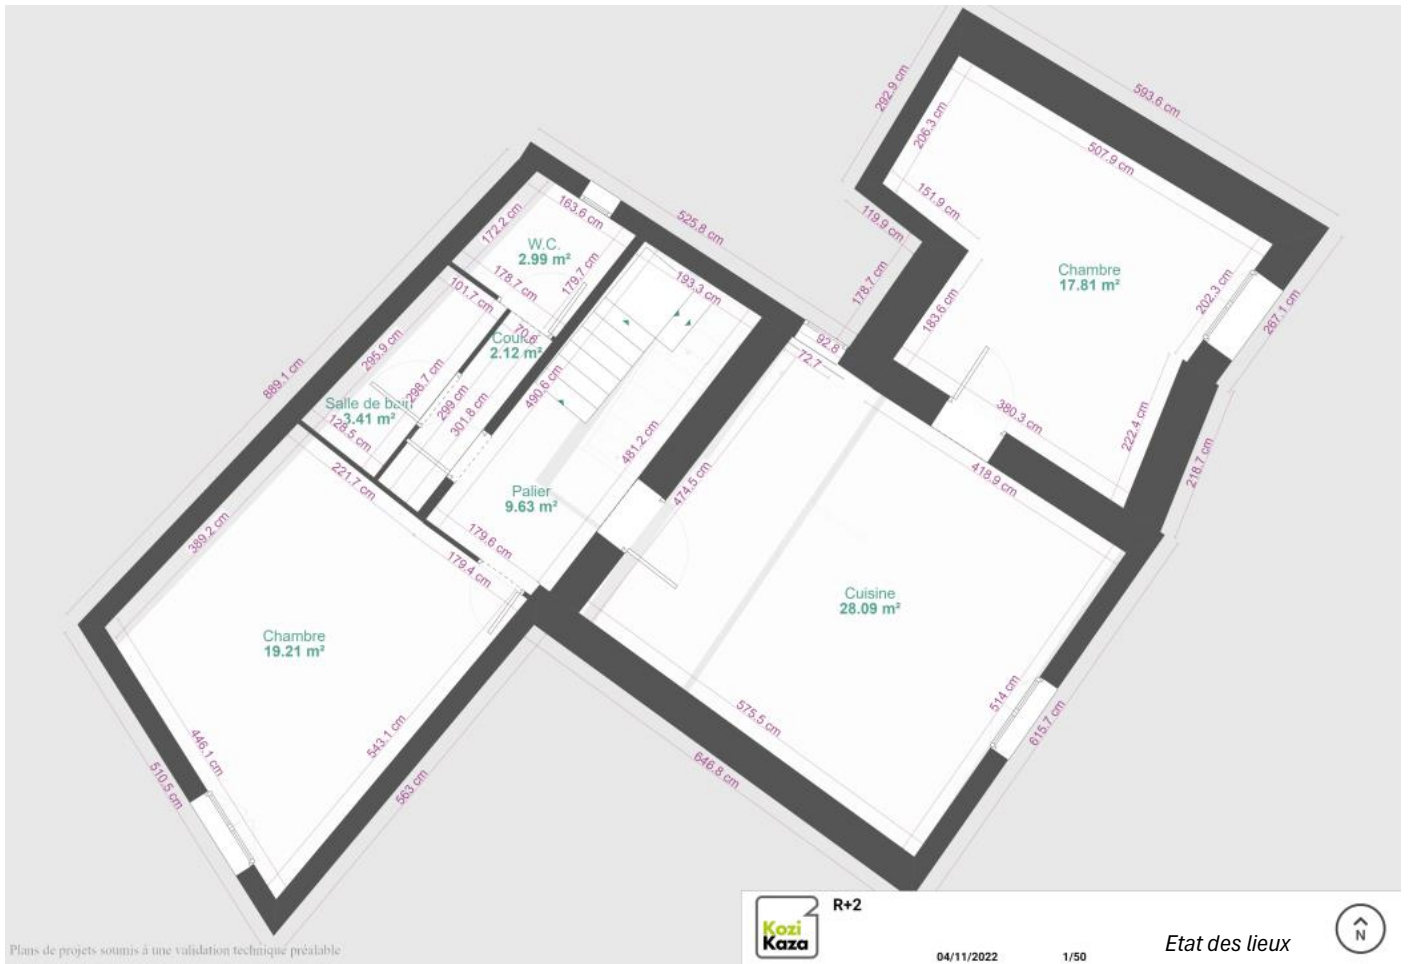 593.6 cm
292.9 cm
206.3 cm
507.9 cm
151.9 cm
119.9 cm
525.8 cm
163.6 cm
172.2 cm
W.C.
2.99 m²
178.7 cm
179.7 cm
193.3 cm
178.7 cm
183.6 cm
Chambre
17.81 m²
202.3 cm
267.1 cm
101.7 cm
70.6
2.12 m²
92.8
72.7
295.9 cm
889.1 cm
298.7 cm
299 cm
301.8 cm
490.6 cm
Salle de bain
3.41 m²
128.5 cm
380.3 cm
222.4 cm
218.7 cm
481.2 cm
474.5 cm
418.9 cm
221.7 cm
Palier
9.63 m²
389.2 cm
179.6 cm
179.4 cm
Cuisine
28.09 m²
Chambre
19.21 m²
514 cm
615.7 cm
575.5 cm
646.8 cm
543.1 cm
563 cm
446.1 cm
510.5 cm
R+2
Kozi
Kaza
04/11/2022
1/50
Etat des lieux
N
Plans de projets soumis à une validation technique préalable